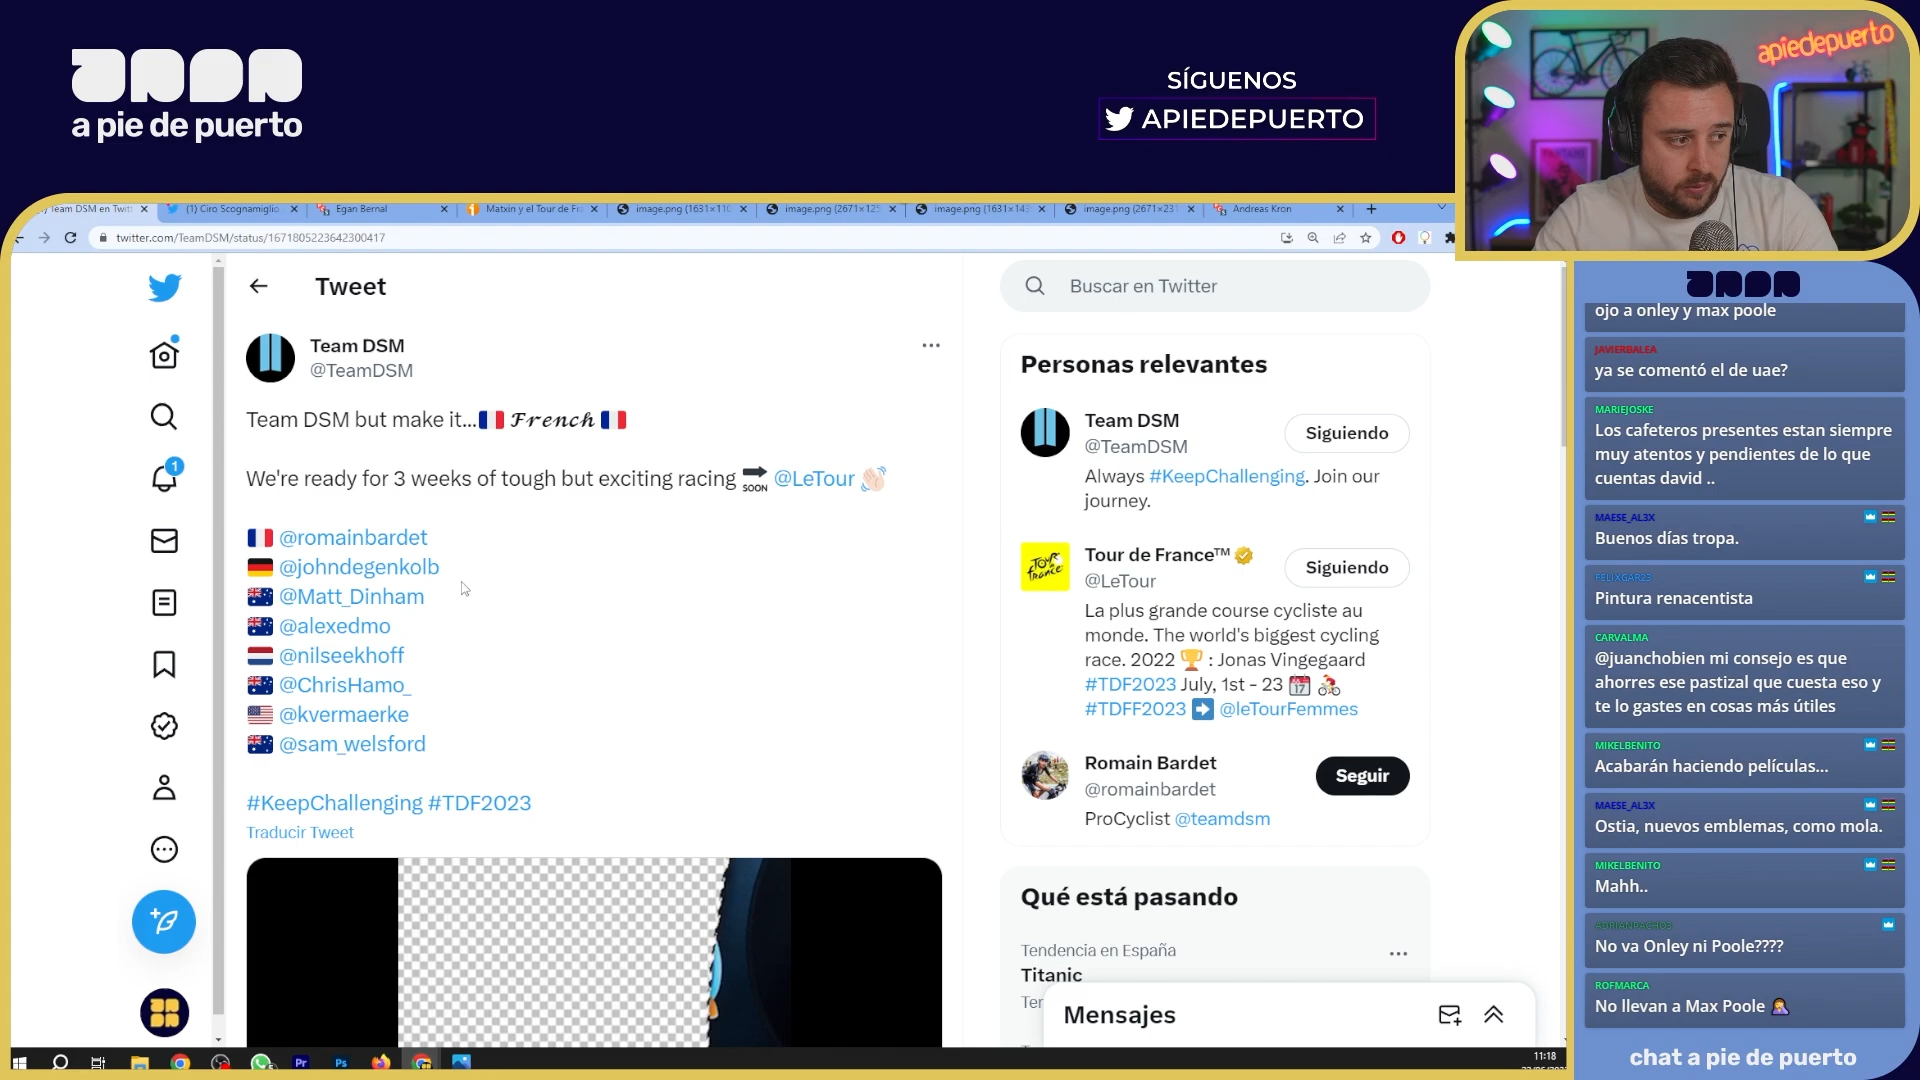 a pie de puerto
SÍGUENOS
APIEDEPUERTO
apiedepuerto
Team DSM en Twitt
(1) Ciro Scognamiglio
Egan Bernal
Matxin y el Tour de Fra
image.png (1631×110
image.png (2671×125
image.png (1631×143
image.png (2671×231
Andreas Kron
twitter.com/TeamDSM/status/1671805223642300417
Tweet
Team DSM
@TeamDSM
Team DSM but make it...🇫🇷 𝓕𝓻𝓮𝓷𝓬𝓱 🇫🇷
We're ready for 3 weeks of tough but exciting racing 🔜 @LeTour 👋🏻
🇫🇷 @romainbardet
🇩🇪 @johndegenkolb
🇦🇺 @Matt_Dinham
🇦🇺 @alexedmo
🇳🇱 @nilseekhoff
🇦🇺 @ChrisHamo_
🇺🇸 @kvermaerke
🇦🇺 @sam_welsford
#KeepChallenging #TDF2023
Traducir Tweet
1
Buscar en Twitter
Personas relevantes
Team DSM
@TeamDSM
Siguiendo
Always #KeepChallenging. Join our
journey.
Tour de France™
@LeTour
Siguiendo
La plus grande course cycliste au
monde. The world's biggest cycling
race. 2022 🏆 : Jonas Vingegaard
#TDF2023 July, 1st - 23 📅 🚴
#TDFF2023 ➡️ @leTourFemmes
Romain Bardet
@romainbardet
Seguir
ProCyclist @teamdsm
Qué está pasando
Tendencia en España
Titanic
Ter
Mensajes
11:18
ojo a onley y max poole
JAVIERBALEA
ya se comentó el de uae?
MARIEJOSKE
Los cafeteros presentes estan siempre
muy atentos y pendientes de lo que
cuentas david ..
MAESE_AL3X
Buenos días tropa.
FELIXGAR23
Pintura renacentista
CARVALMA
@juanchobien mi consejo es que
ahorres ese pastizal que cuesta eso y
te lo gastes en cosas más útiles
MIKELBENITO
Acabarán haciendo películas...
MAESE_AL3X
Ostia, nuevos emblemas, como mola.
MIKELBENITO
Mahh..
ADRIANPACHO3
No va Onley ni Poole????
ROFMARCA
No llevan a Max Poole 🤦‍♀️
chat a pie de puerto